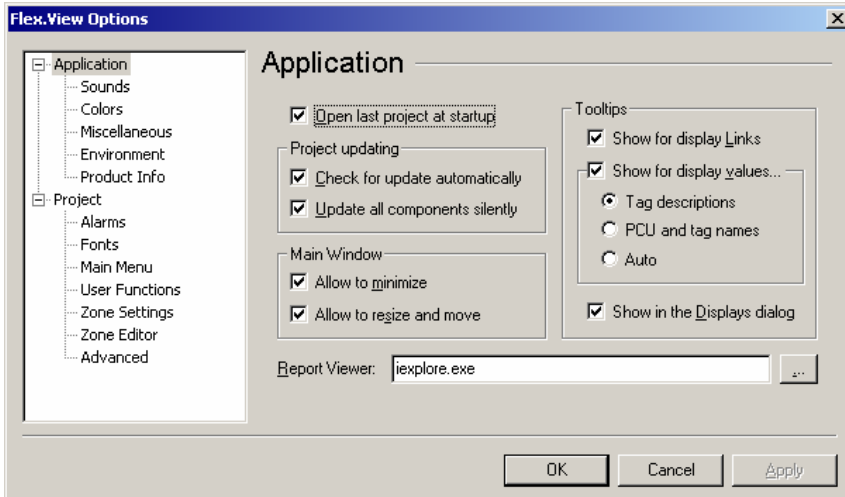 Flex.View Options
Application
Sounds
Colors
Miscellaneous
Environment
Product Info
Project
Alarms
Fonts
Main Menu
User Functions
Zone Settings
Zone Editor
Advanced
Application
Open last project at startup
Project updating
Check for update automatically
Update all components silently
Main Window
Allow to minimize
Allow to resize and move
Tooltips
Show for display Links
Show for display values...
Tag descriptions
PCU and tag names
Auto
Show in the Displays dialog
Report Viewer: iexplore.exe ...
OK Cancel Apply